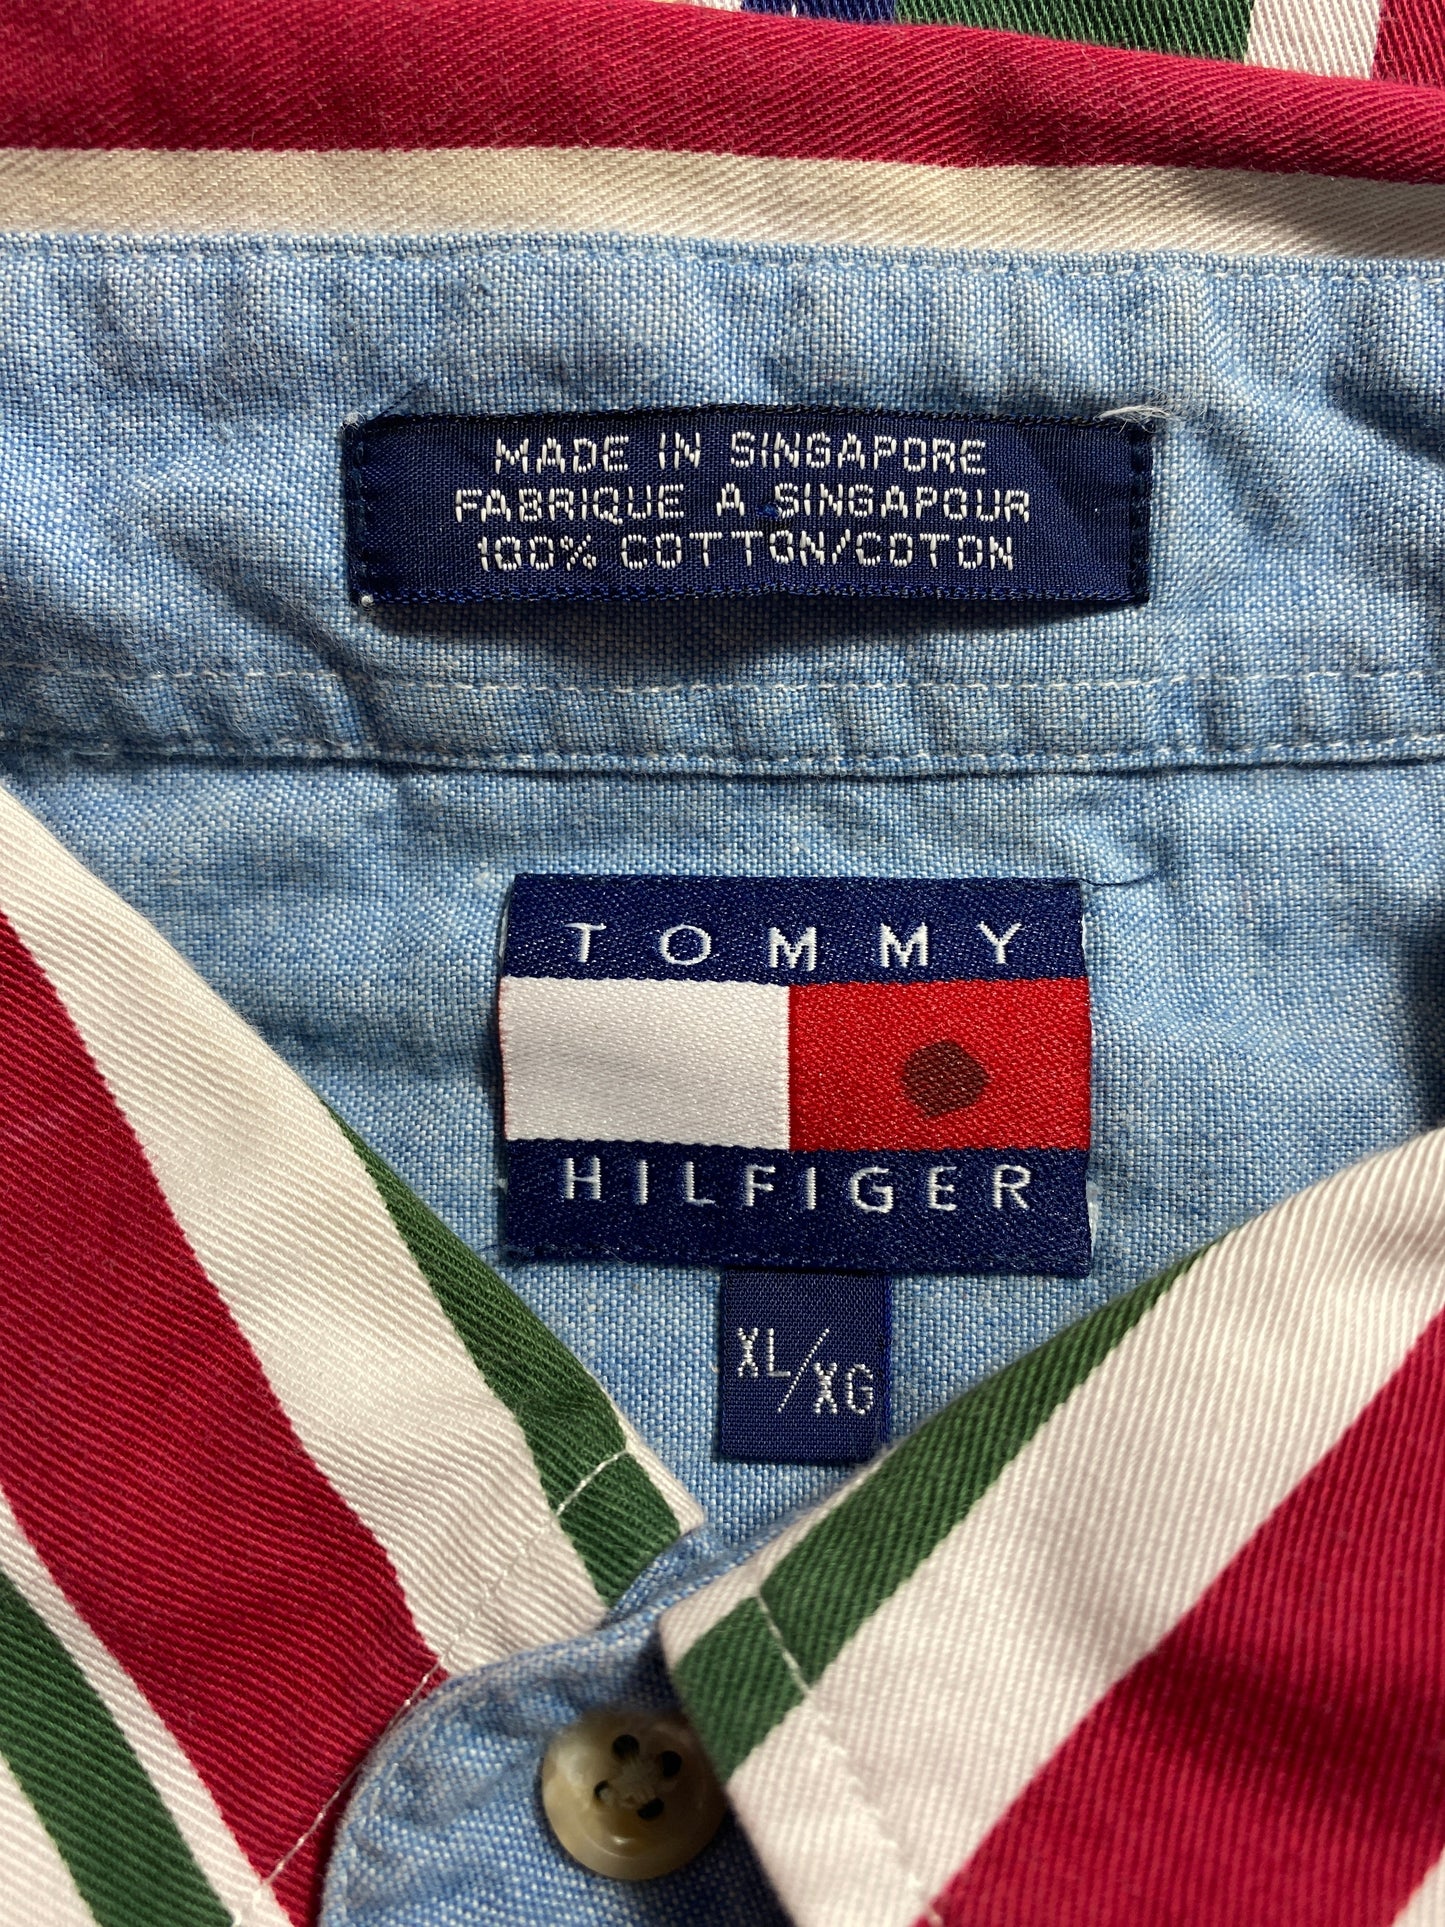 MADE IN SINGAPORE
FABRIQUE A SINGAPOUR
100% COTTON/COTON
TOMMY
HILFIGER
XL/XG